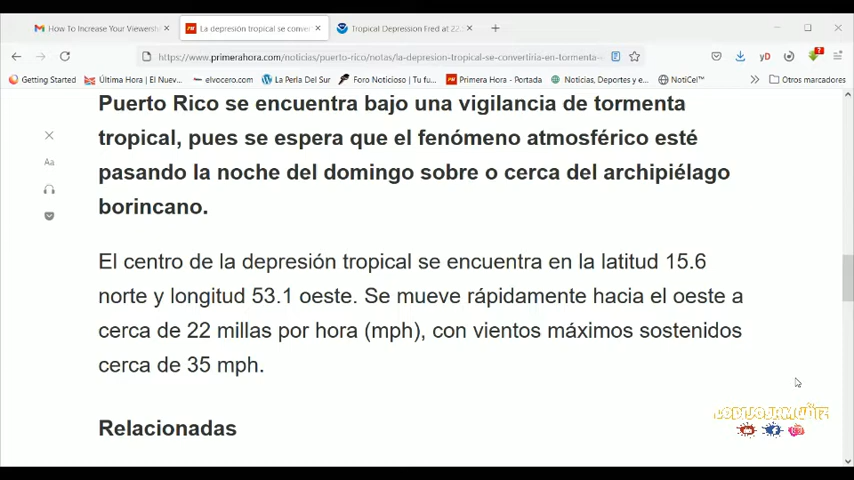 How To Increase Your Viewersh
La depresión tropical se conver
Tropical Depression Fred at 22.
https://www.primerahora.com/noticias/puerto-rico/notas/la-depresion-tropical-se-convertiria-en-tormenta-
Getting Started
Última Hora | El Nuev...
elvocero.com
La Perla Del Sur
Foro Noticioso | Tu fu...
Primera Hora - Portada
Noticias, Deportes y e...
NotiCel™
Otros marcadores
Puerto Rico se encuentra bajo una vigilancia de tormenta
tropical, pues se espera que el fenómeno atmosférico esté
pasando la noche del domingo sobre o cerca del archipiélago
borincano.
El centro de la depresión tropical se encuentra en la latitud 15.6
norte y longitud 53.1 oeste. Se mueve rápidamente hacia el oeste a
cerca de 22 millas por hora (mph), con vientos máximos sostenidos
cerca de 35 mph.
Relacionadas
Aa
yD
7